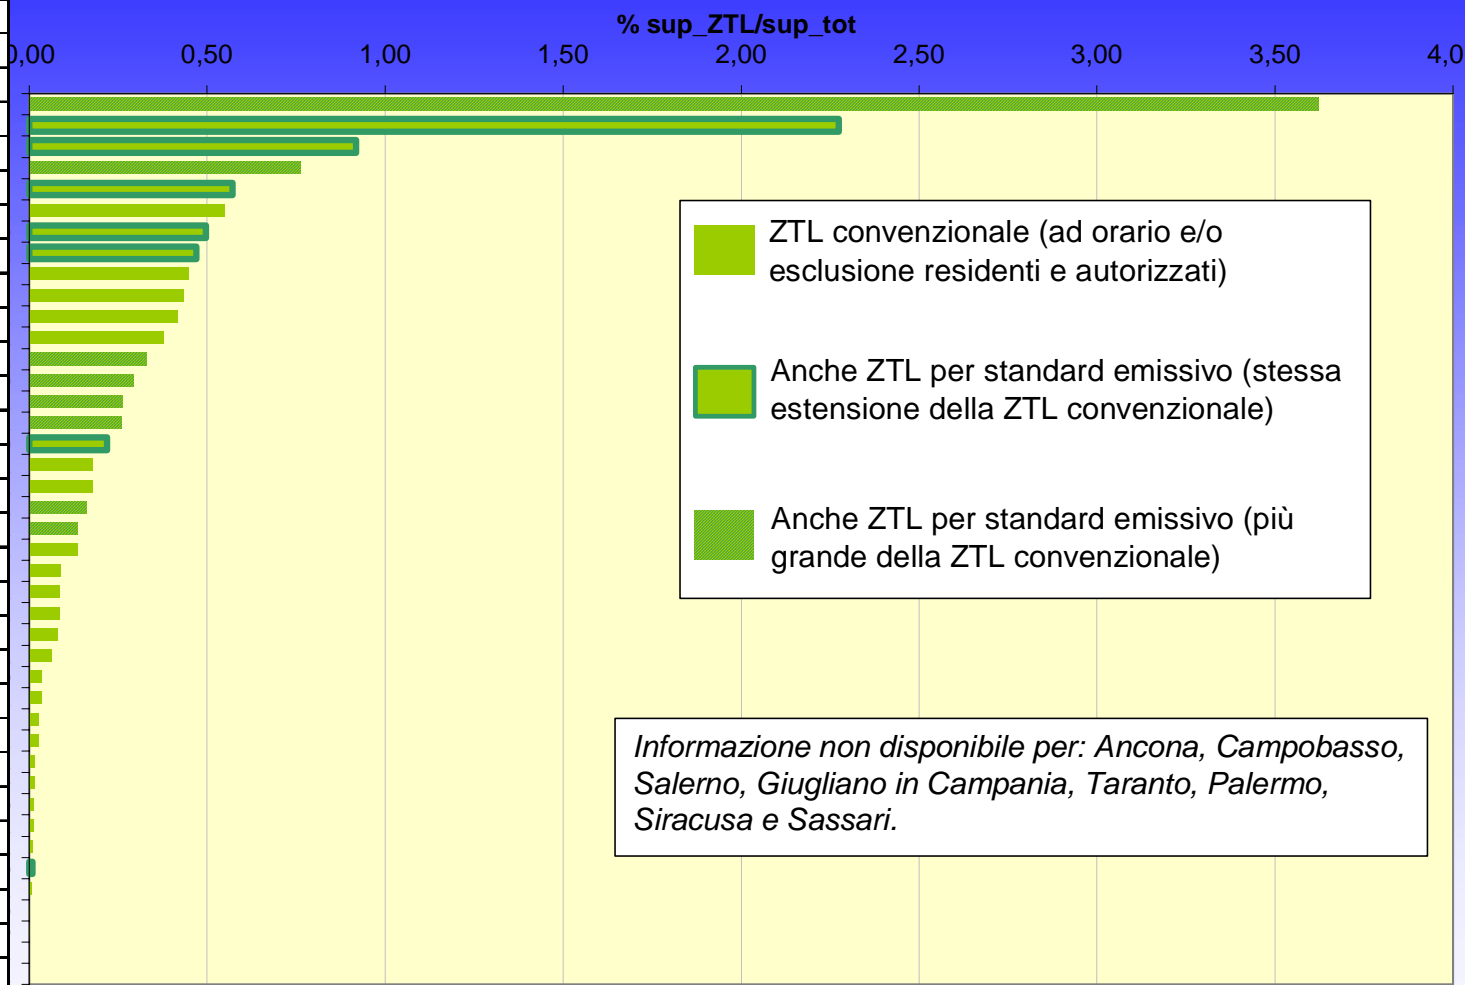 % sup_ZTL/sup_tot
0,00 0,50 1,00 1,50 2,00 2,50 3,00 3,50 4,0
ZTL convenzionale (ad orario e/o
esclusione residenti e autorizzati)
Anche ZTL per standard emissivo (stessa
estensione della ZTL convenzionale)
Anche ZTL per standard emissivo (più
grande della ZTL convenzionale)
Informazione non disponibile per: Ancona, Campobasso,
Salerno, Giugliano in Campania, Taranto, Palermo,
Siracusa e Sassari.